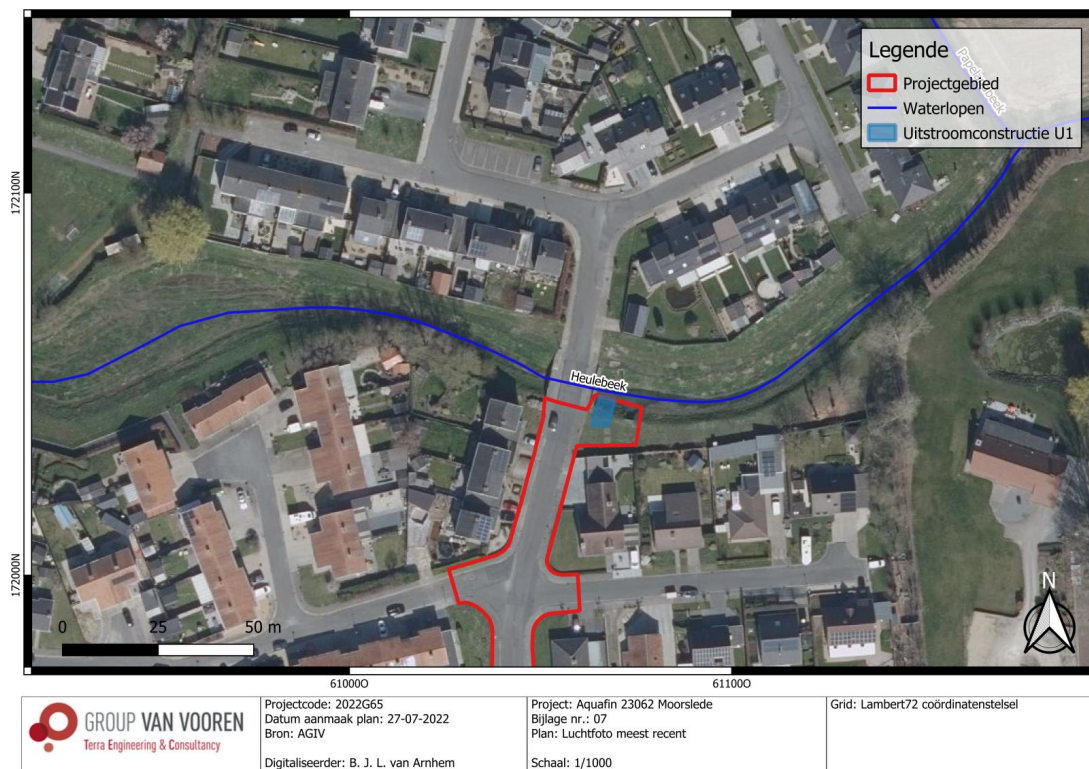 Legende
Projectgebied
Waterlopen
Uitstroomconstructie U1
Papelandbeek
172100N
Heulebeek
172000N
0 25 50 m
N
61000O
61100O
GROUP VAN VOOREN
Terra Engineering & Consultancy
Projectcode: 2022G65
Datum aanmaak plan: 27-07-2022
Bron: AGIV
Digitaliseerder: B. J. L. van Arnhem
Project: Aquafin 23062 Moorslede
Bijlage nr.: 07
Plan: Luchtfoto meest recent
Schaal: 1/1000
Grid: Lambert72 coördinatenstelsel